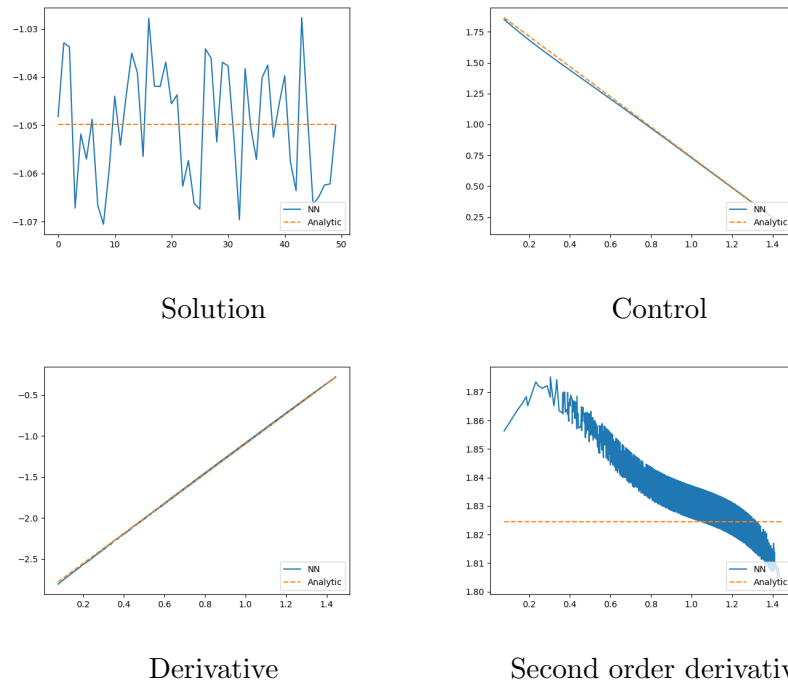 −1.03
−1.04
−1.05
−1.06
−1.07
0 10 20 30 40 50
NN
Analytic
Solution
1.75
1.50
1.25
1.00
0.75
0.50
0.25
0.2 0.4 0.6 0.8 1.0 1.2 1.4
NN
Analytic
Control
−0.5
−1.0
−1.5
−2.0
−2.5
0.2 0.4 0.6 0.8 1.0 1.2 1.4
NN
Analytic
Derivative
1.87
1.86
1.85
1.84
1.83
1.82
1.81
1.80
0.2 0.4 0.6 0.8 1.0 1.2 1.4
NN
Analytic
Second order derivativ